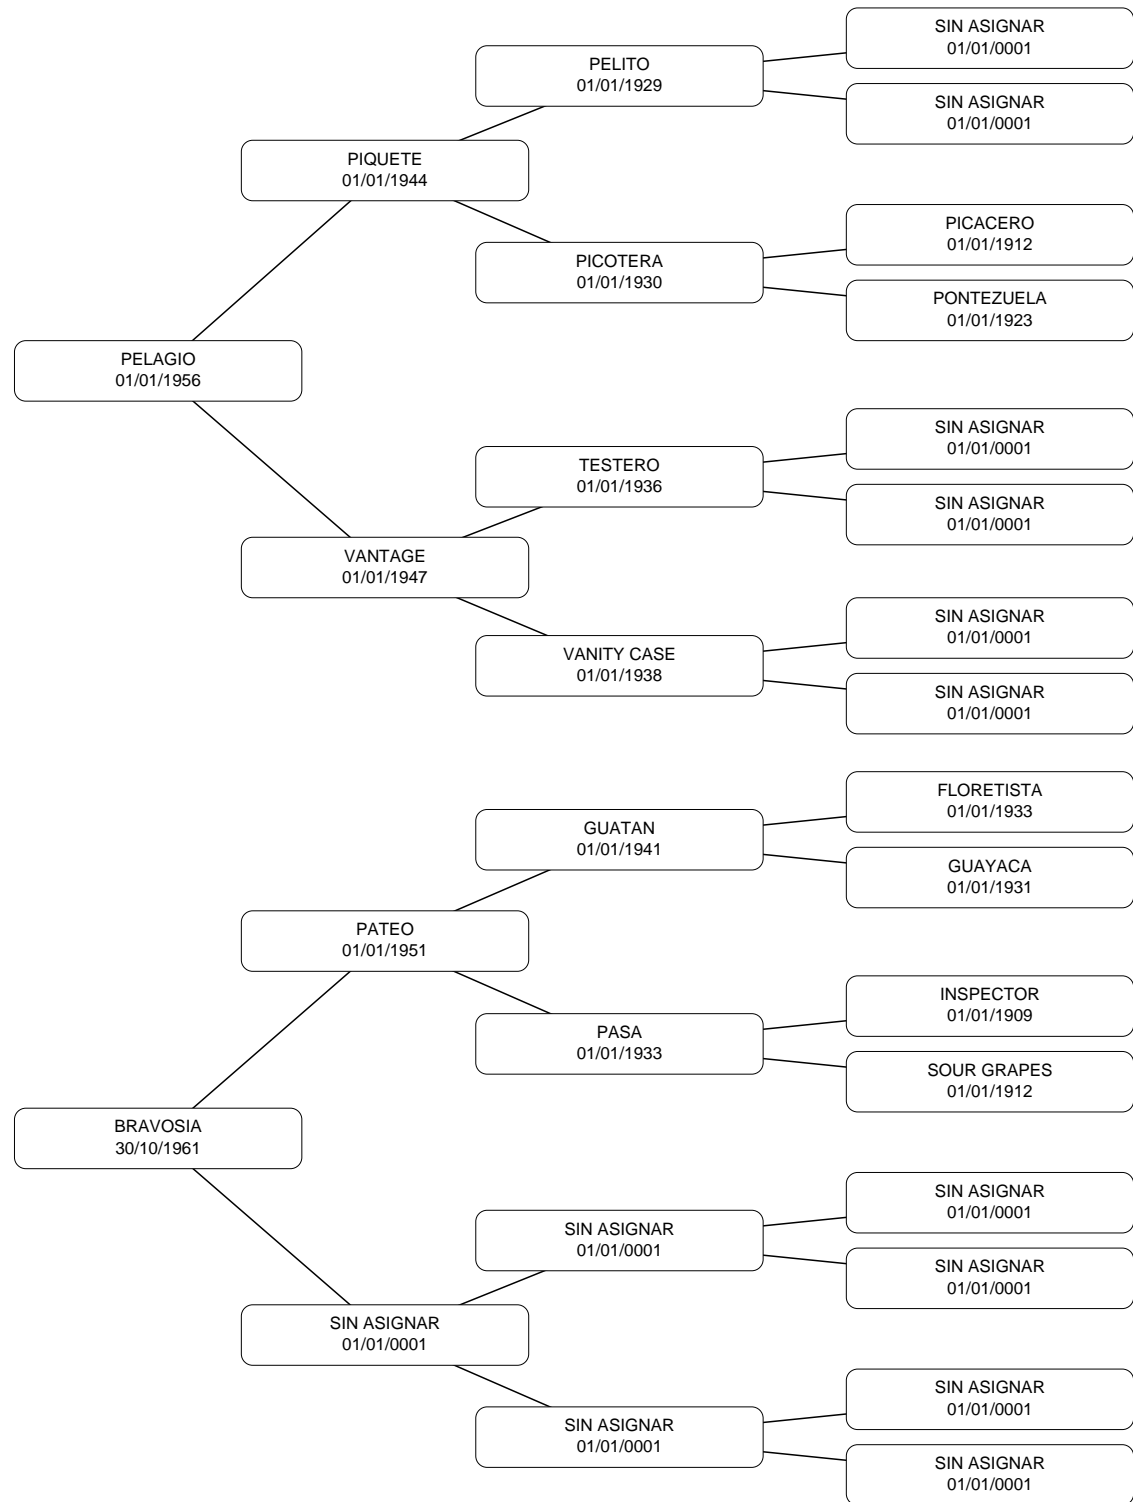 SIN ASIGNAR
01/01/0001
PELITO
01/01/1929
SIN ASIGNAR
01/01/0001
PIQUETE
01/01/1944
PICACERO
01/01/1912
PICOTERA
01/01/1930
PONTEZUELA
01/01/1923
PELAGIO
01/01/1956
SIN ASIGNAR
01/01/0001
TESTERO
01/01/1936
SIN ASIGNAR
01/01/0001
VANTAGE
01/01/1947
SIN ASIGNAR
01/01/0001
VANITY CASE
01/01/1938
SIN ASIGNAR
01/01/0001
FLORETISTA
01/01/1933
GUATAN
01/01/1941
GUAYACA
01/01/1931
PATEO
01/01/1951
INSPECTOR
01/01/1909
PASA
01/01/1933
SOUR GRAPES
01/01/1912
BRAVOSIA
30/10/1961
SIN ASIGNAR
01/01/0001
SIN ASIGNAR
01/01/0001
SIN ASIGNAR
01/01/0001
SIN ASIGNAR
01/01/0001
SIN ASIGNAR
01/01/0001
SIN ASIGNAR
01/01/0001
SIN ASIGNAR
01/01/0001